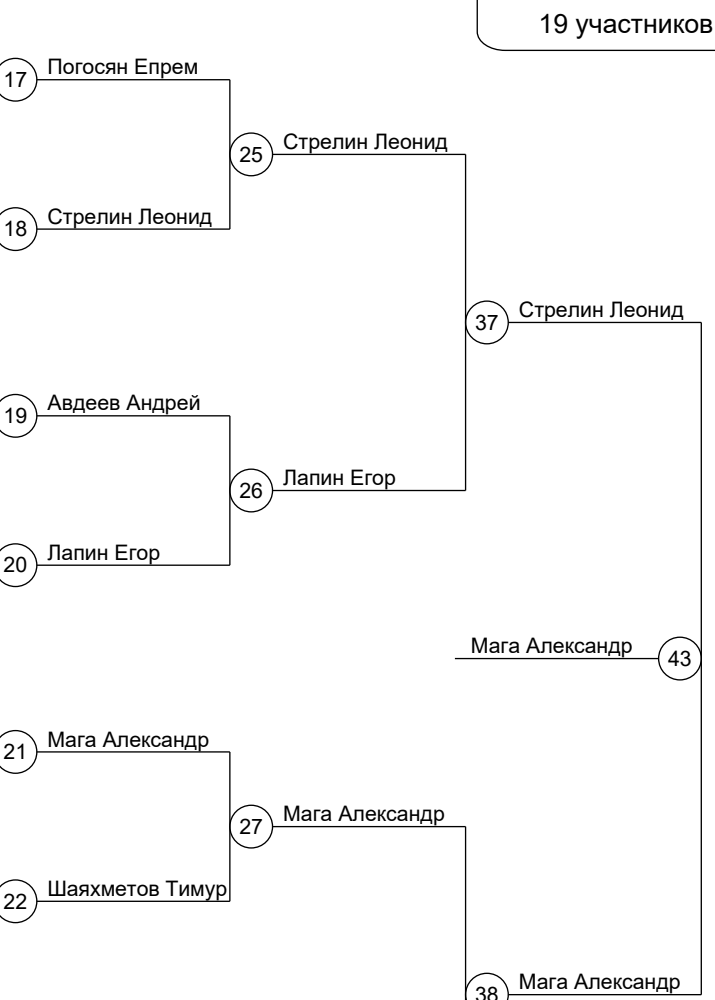 19 участников
Погосян Епрем
17
Стрелин Леонид
25
Стрелин Леонид
18
Стрелин Леонид
37
Авдеев Андрей
19
Лапин Егор
26
Лапин Егор
20
Мага Александр
43
Мага Александр
21
Мага Александр
27
Шаяхметов Тимур
22
Мага Александр
38